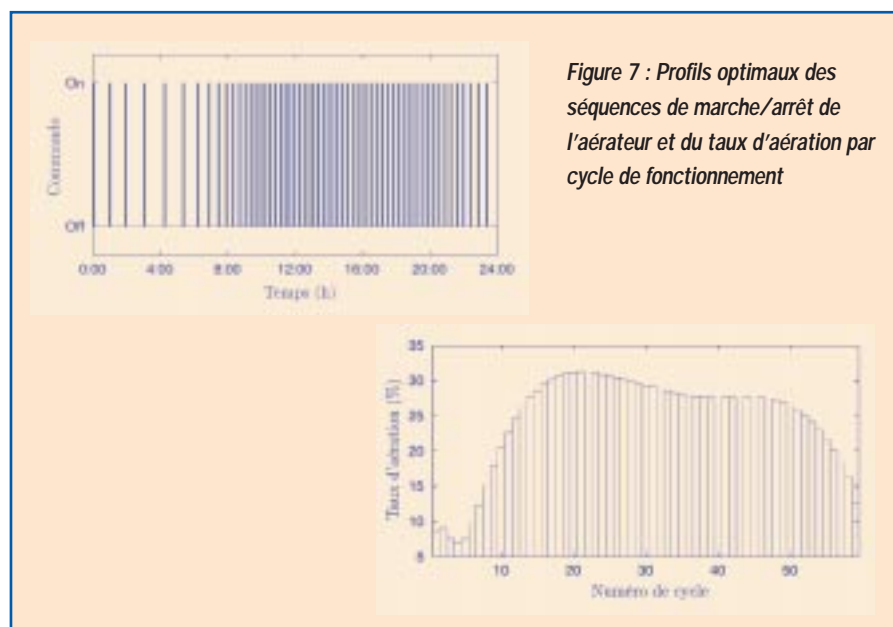 Figure 7 : Profils optimaux des
séquences de marche/arrêt de
l'aérateur et du taux d'aération par
cycle de fonctionnement
On
Commande
Off
0:00 4:00 8:00 12:00 16:00 20:00 24:00
Temps (h)
35
30
25
20
15
10
5
Taux d'aération (%)
10 20 30 40 50
Numéro de cycle